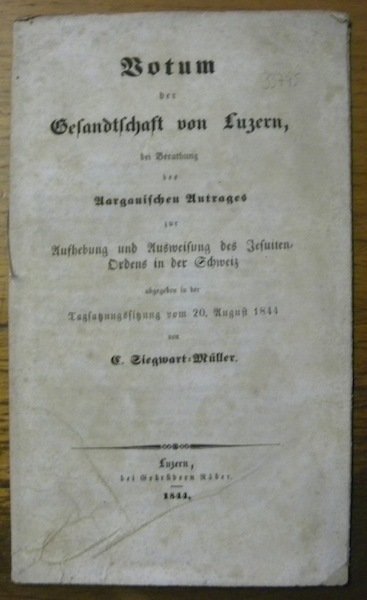 Votum
der
Gesandtschaft von Luzern,
bei Berathung
des
Aargauischen Antrages
zur
Aufhebung und Ausweisung des Jesuiten-
Ordens in der Schweiz
abgegeben in der
Tagsatzungssitzung vom 20. August 1844
von
C. Siegwart-Müller.
Luzern,
bei Gebrüdern Räber.
1844.